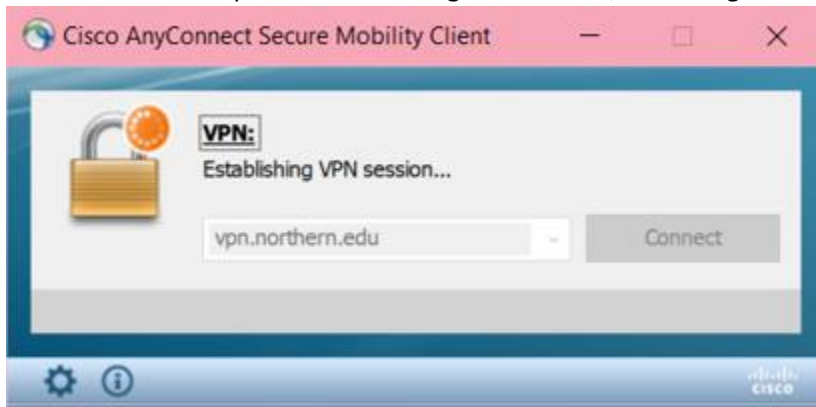 Cisco AnyConnect Secure Mobility Client
VPN:
Establishing VPN session...
vpn.northern.edu
Connect
CISCO